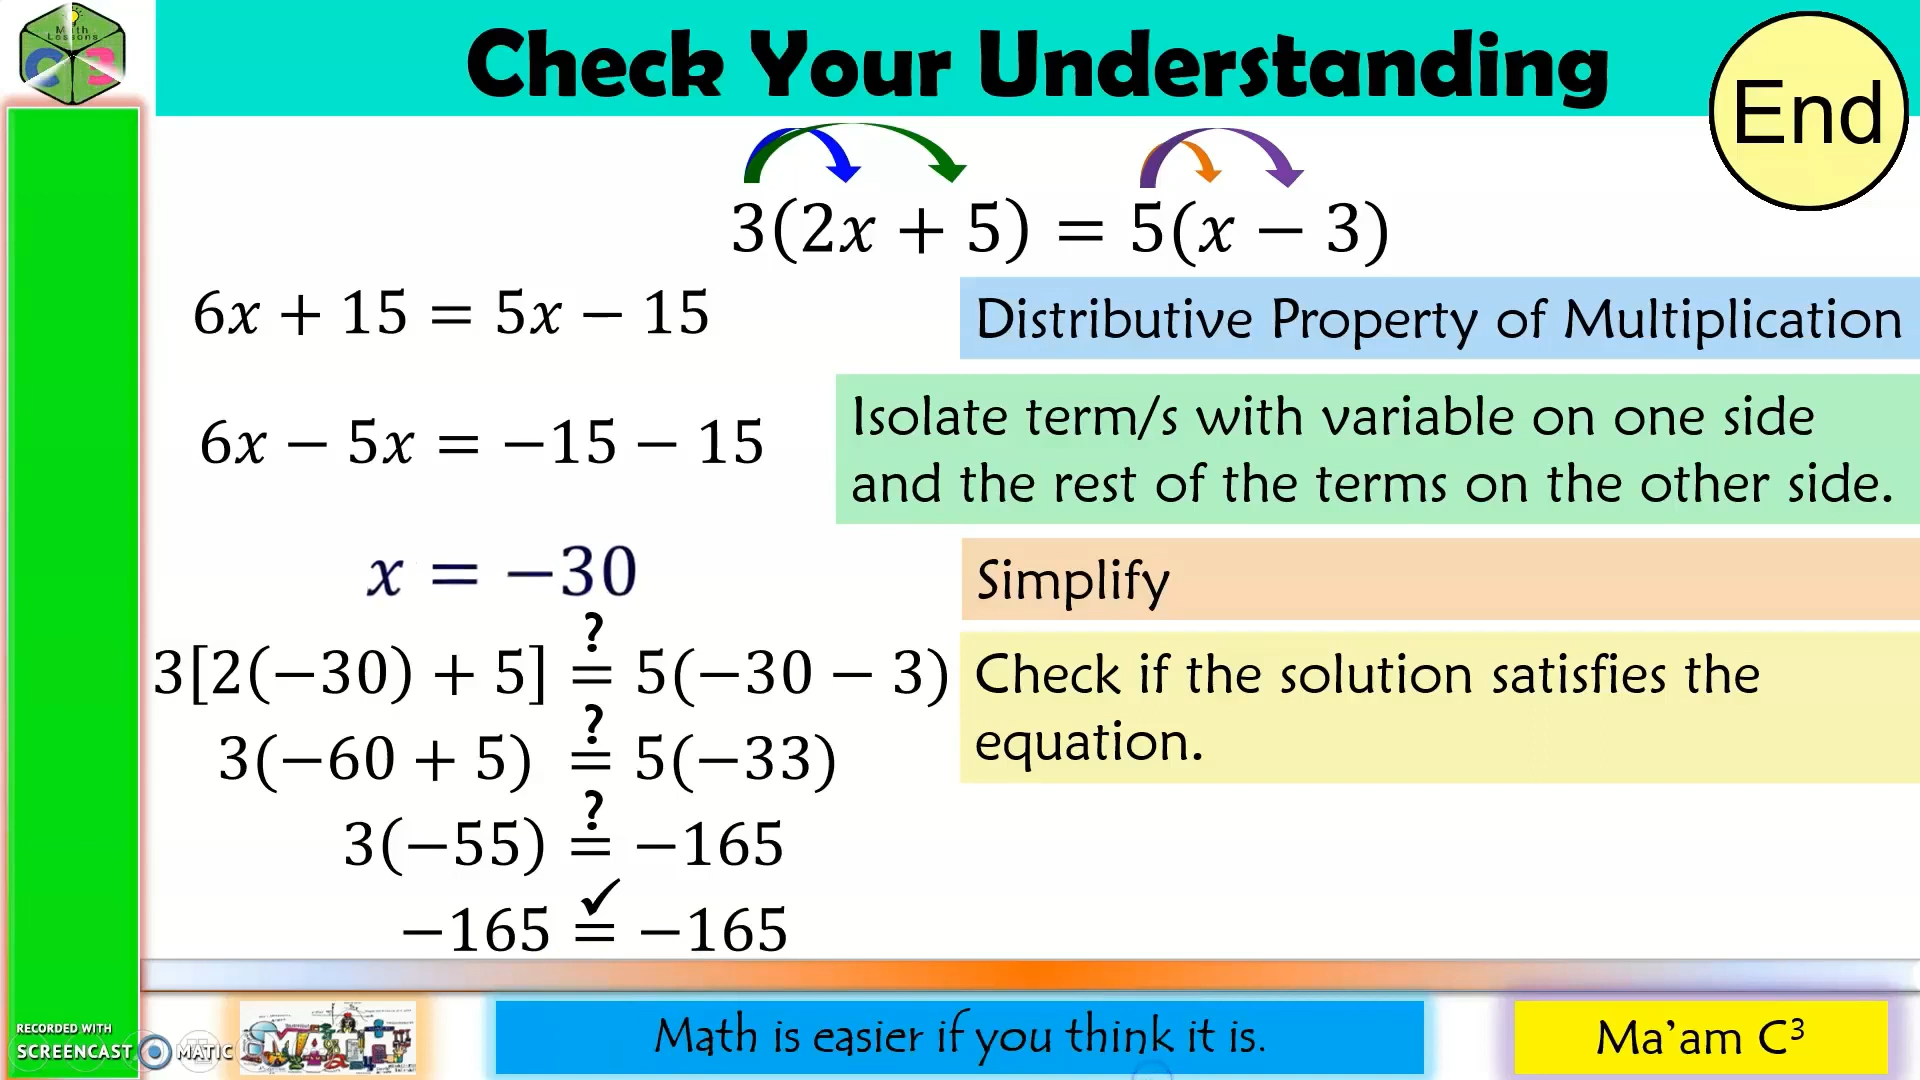 Math
Lessons
C 3
Check Your Understanding
End
3(2x + 5) = 5(x − 3)
6x + 15 = 5x − 15
Distributive Property of Multiplication
6x − 5x = −15 − 15
Isolate term/s with variable on one side
and the rest of the terms on the other side.
x = −30
Simplify
?
3[2(−30) + 5] = 5(−30 − 3)
Check if the solution satisfies the
equation.
?
3(−60 + 5) = 5(−33)
?
3(−55) = −165
✓
−165 = −165
RECORDED WITH
SCREENCAST MATIC
MATH
Math is easier if you think it is.
Ma’am C³